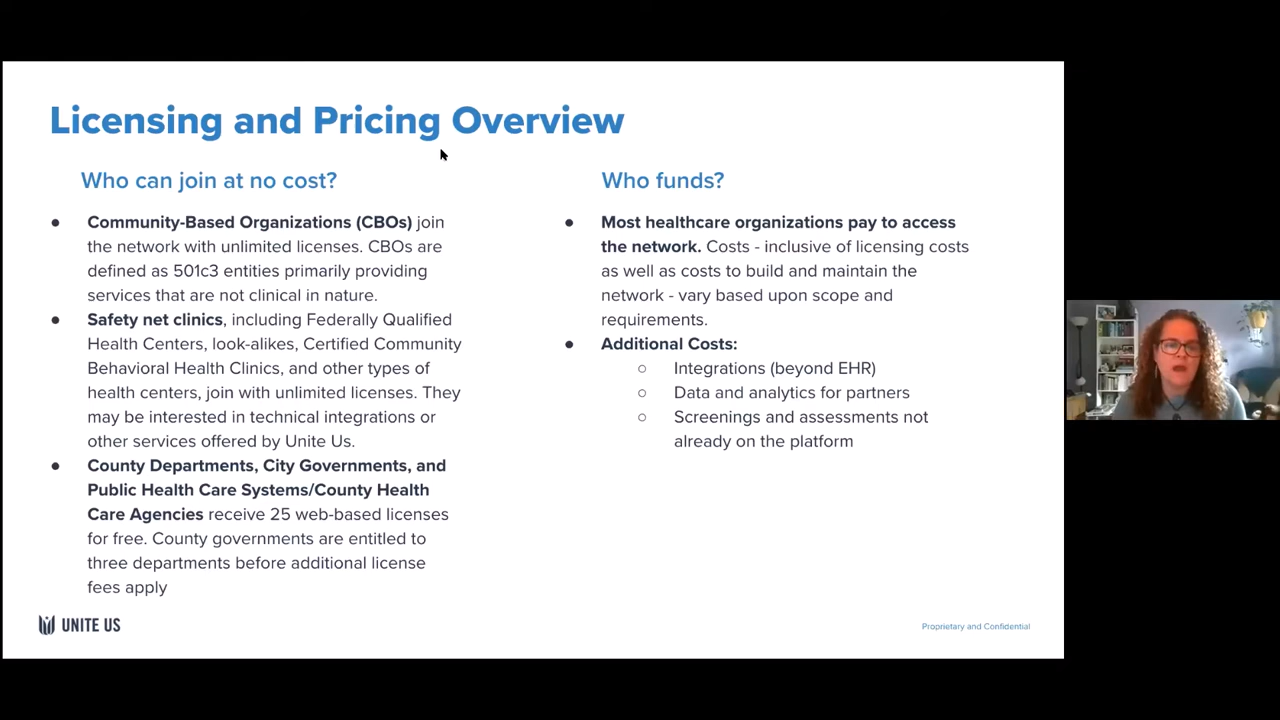 Licensing and Pricing Overview
Who can join at no cost?
● Community-Based Organizations (CBOs) join
the network with unlimited licenses. CBOs are
defined as 501c3 entities primarily providing
services that are not clinical in nature.
● Safety net clinics, including Federally Qualified
Health Centers, look-alikes, Certified Community
Behavioral Health Clinics, and other types of
health centers, join with unlimited licenses. They
may be interested in technical integrations or
other services offered by Unite Us.
● County Departments, City Governments, and
Public Health Care Systems/County Health
Care Agencies receive 25 web-based licenses
for free. County governments are entitled to
three departments before additional license
fees apply
Who funds?
● Most healthcare organizations pay to access
the network. Costs - inclusive of licensing costs
as well as costs to build and maintain the
network - vary based upon scope and
requirements.
● Additional Costs:
○ Integrations (beyond EHR)
○ Data and analytics for partners
○ Screenings and assessments not
already on the platform
UNITE US
Proprietary and Confidential